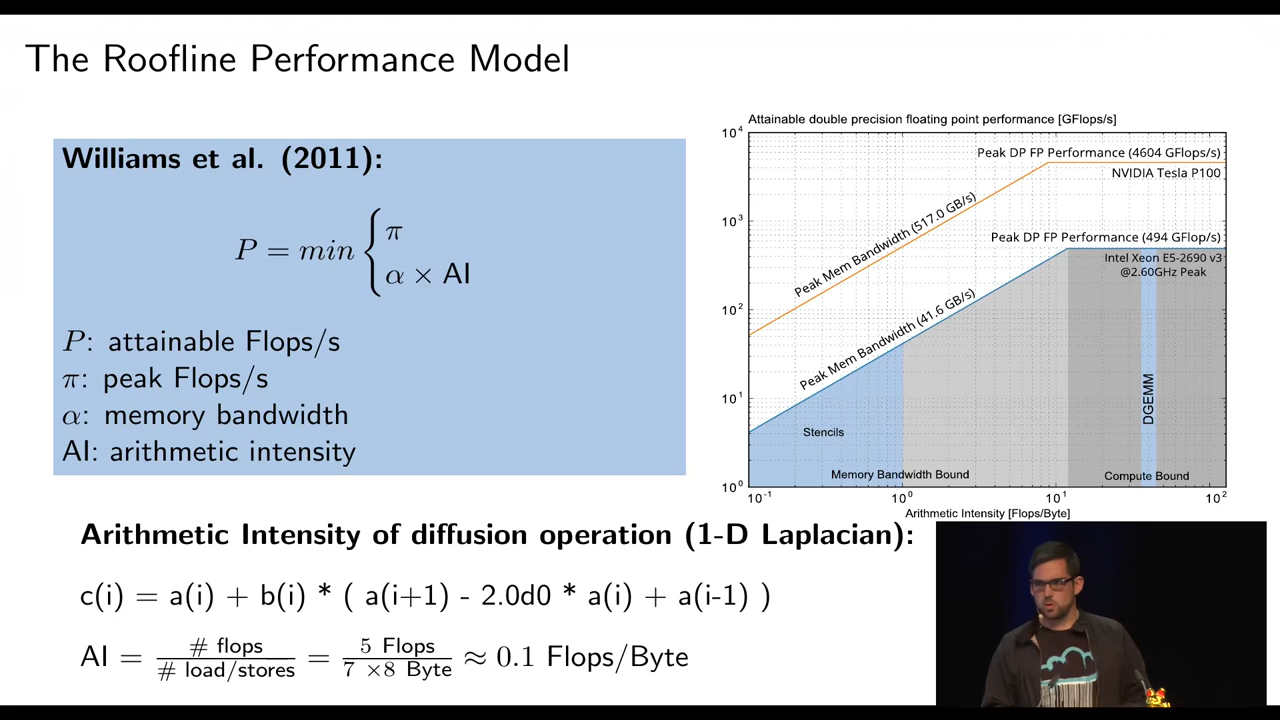 The Roofline Performance Model
Williams et al. (2011):
P = min { π
α × AI
P: attainable Flops/s
π: peak Flops/s
α: memory bandwidth
AI: arithmetic intensity
Attainable double precision floating point performance [GFlops/s]
10^4
10^3
10^2
10^1
10^0
Peak DP FP Performance (4604 GFlops/s)
NVIDIA Tesla P100
Peak Mem Bandwidth (517.0 GB/s)
Peak DP FP Performance (494 GFlop/s)
Intel Xeon E5-2690 v3
@2.60GHz Peak
Peak Mem Bandwidth (41.6 GB/s)
DGEMM
Stencils
Memory Bandwidth Bound
Compute Bound
10^-1 10^0 10^1 10^2
Arithmetic Intensity [Flops/Byte]
Arithmetic Intensity of diffusion operation (1-D Laplacian):
c(i) = a(i) + b(i) * ( a(i+1) - 2.0d0 * a(i) + a(i-1) )
AI = # flops / # load/stores = 5 Flops / 7 ×8 Byte ≈ 0.1 Flops/Byte